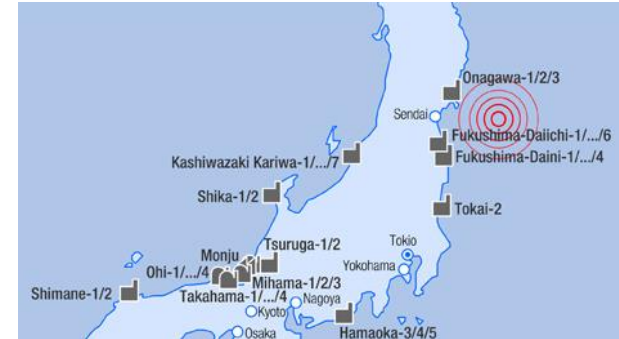 Onagawa-1/2/3
Sendai
Fukushima-Daiichi-1/.../6
Fukushima-Daini-1/.../4
Kashiwazaki Kariwa-1/.../7
Shika-1/2
Tokai-2
Tokio
Tsuruga-1/2
Monju
Yokohama
Ohi-1/.../4
Mihama-1/2/3
Shimane-1/2
Takahama-1/.../4
Nagoya
Kyoto
Osaka
Hamaoka-3/4/5